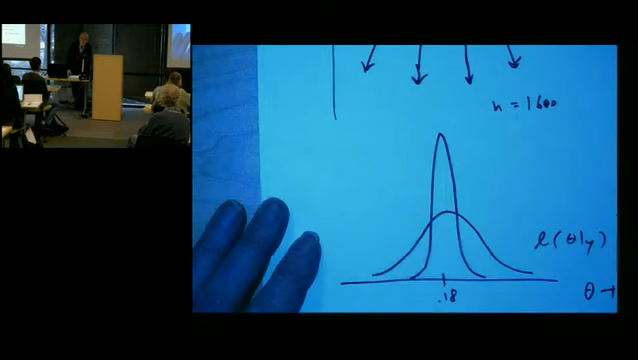 n = 1600
l(θ|y)
.18
θ →